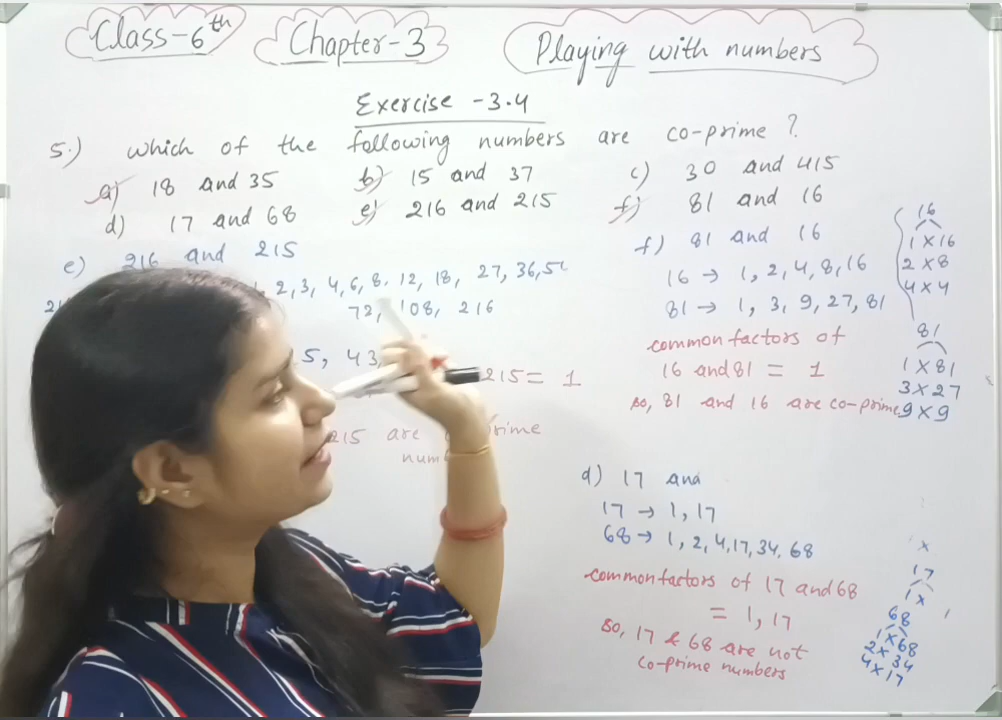 Class-6th
Chapter-3
Playing with numbers
Exercise -3.4
5.) which of the following numbers are co-prime?
a) 18 and 35
b) 15 and 37
c) 30 and 415
d) 17 and 68
e) 216 and 215
f) 81 and 16
e) 216 and 215
2, 3, 4, 6, 8, 12, 18, 27, 36, 5
72, 108, 216
5, 43
215 = 1
215 are
rime
num
f) 81 and 16
16 → 1, 2, 4, 8, 16
81 → 1, 3, 9, 27, 81
common factors of
16 and 81 = 1
so, 81 and 16 are co-prime
16
1 × 16
2 × 8
4 × 4
81
1 × 81
3 × 27
9 × 9
d) 17 and
17 → 1, 17
68 → 1, 2, 4, 17, 34, 68
common factors of 17 and 68
= 1, 17
so, 17 & 68 are not
co-prime numbers
x
17
1 x
68
1 × 68
2 × 34
4 × 17